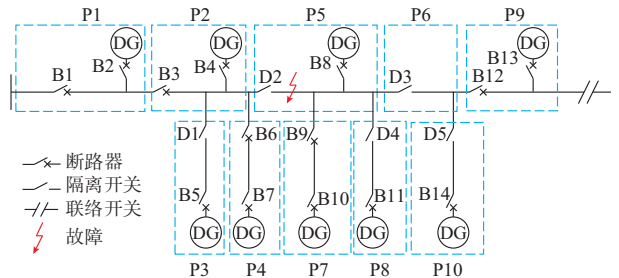 P1 P2 P5 P6 P9
DG DG DG DG
B1 B2 B3 B4 D2 B8 D3 B12 B13
D1 B6 B9 D4 D5
断路器
隔离开关
联络开关
故障
B5 B7 B10 B11 B14
DG DG DG DG DG
P3 P4 P7 P8 P10